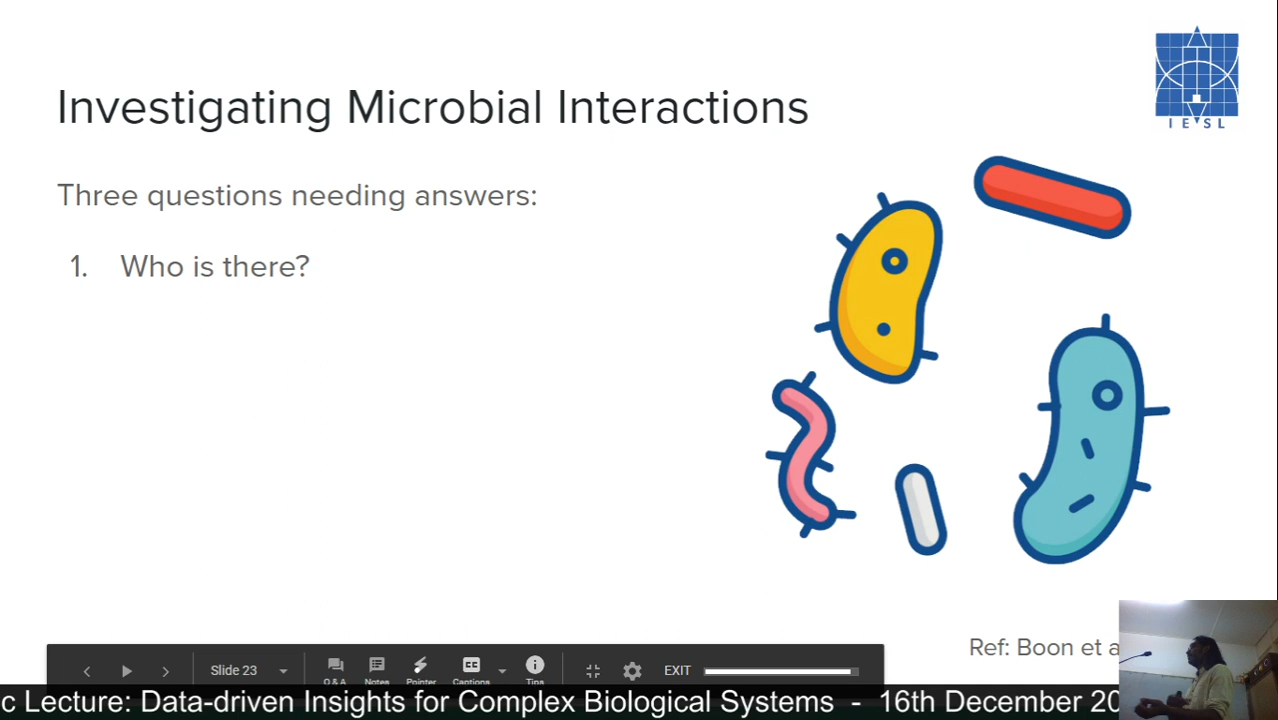 IESL
Investigating Microbial Interactions
Three questions needing answers:
1. Who is there?
Ref: Boon et a
Slide 23
Q & A
Notes
Pointer
Captions
Tips
EXIT
c Lecture: Data-driven Insights for Complex Biological Systems - 16th December 20